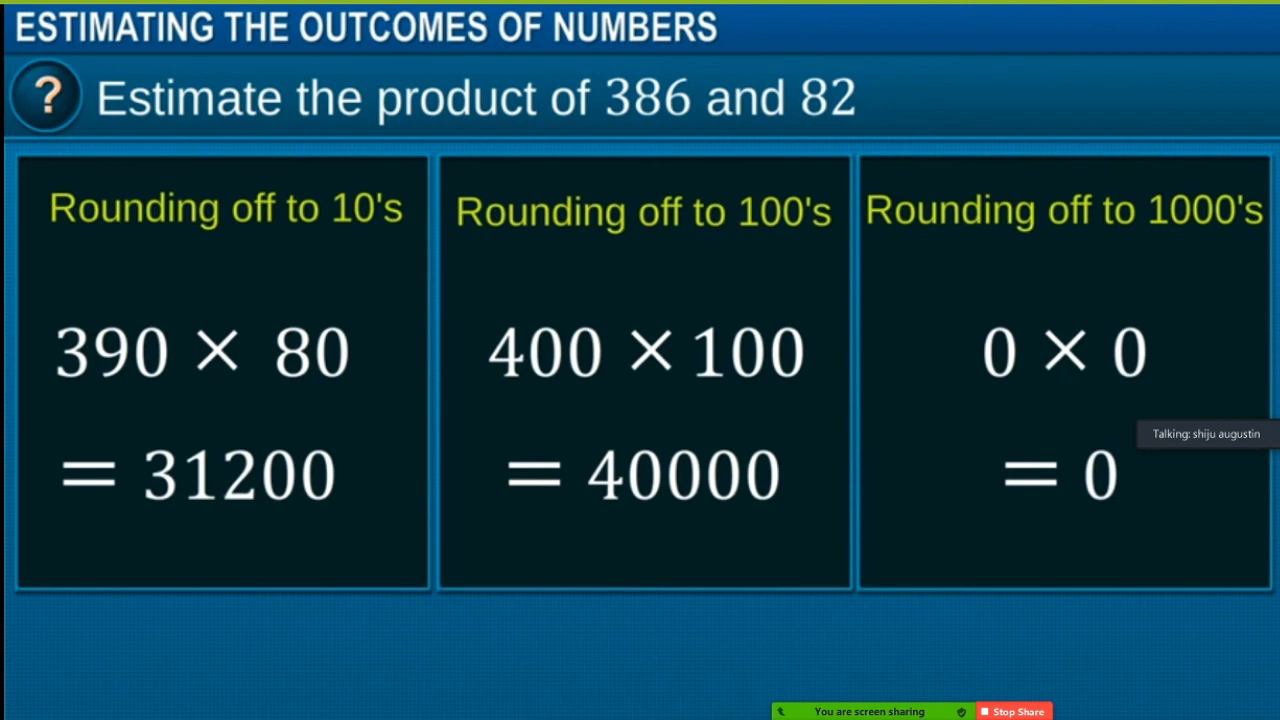 ESTIMATING THE OUTCOMES OF NUMBERS
? Estimate the product of 386 and 82
Rounding off to 10's
390 × 80
= 31200
Rounding off to 100's
400 × 100
= 40000
Rounding off to 1000's
0 × 0
= 0
Talking: shiju augustin
You are screen sharing
Stop Share